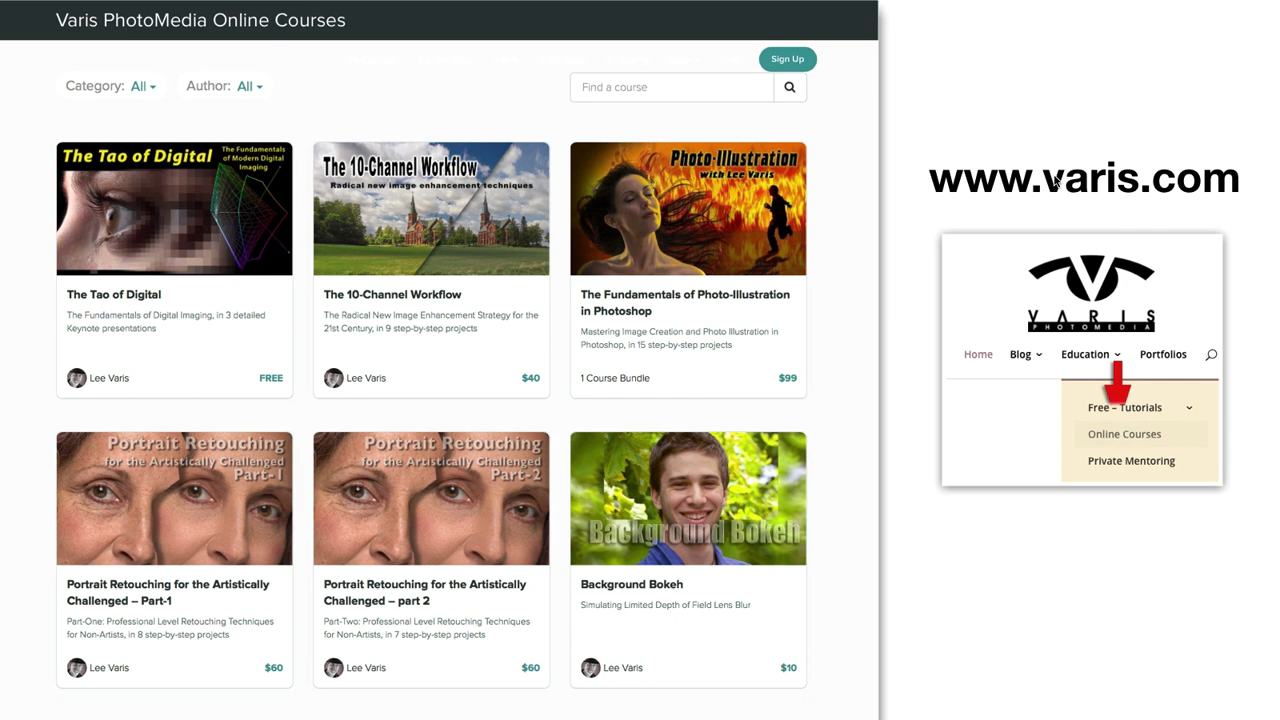 Varis PhotoMedia Online Courses
Sign Up
Category: All
Author: All
Find a course
The Tao of Digital
The Fundamentals
of Modern Digital
Imaging
The Tao of Digital
The Fundamentals of Digital Imaging, in 3 detailed
Keynote presentations
Lee Varis
FREE
The 10-Channel Workflow
Radical new image enhancement techniques
The 10-Channel Workflow
The Radical New Image Enhancement Strategy for the
21st Century, in 9 step-by-step projects
Lee Varis
$40
Photo-Illustration
with Lee Varis
The Fundamentals of Photo-Illustration
in Photoshop
Mastering Image Creation and Photo Illustration in
Photoshop, in 15 step-by-step projects
1 Course Bundle
$99
Portrait Retouching
for the Artistically
Challenged
Part-1
Portrait Retouching for the Artistically
Challenged – Part-1
Part-One: Professional Level Retouching Techniques
for Non-Artists, in 8 step-by-step projects
Lee Varis
$60
Portrait Retouching
for the Artistically
Challenged
Part-2
Portrait Retouching for the Artistically
Challenged – part 2
Part-Two: Professional Level Retouching Techniques
for Non-Artists, in 7 step-by-step projects
Lee Varis
$60
Background Bokeh
Background Bokeh
Simulating Limited Depth of Field Lens Blur
Lee Varis
$10
www.varis.com
VARIS
PHOTOMEDIA
Home
Blog
Education
Portfolios
Free – Tutorials
Online Courses
Private Mentoring